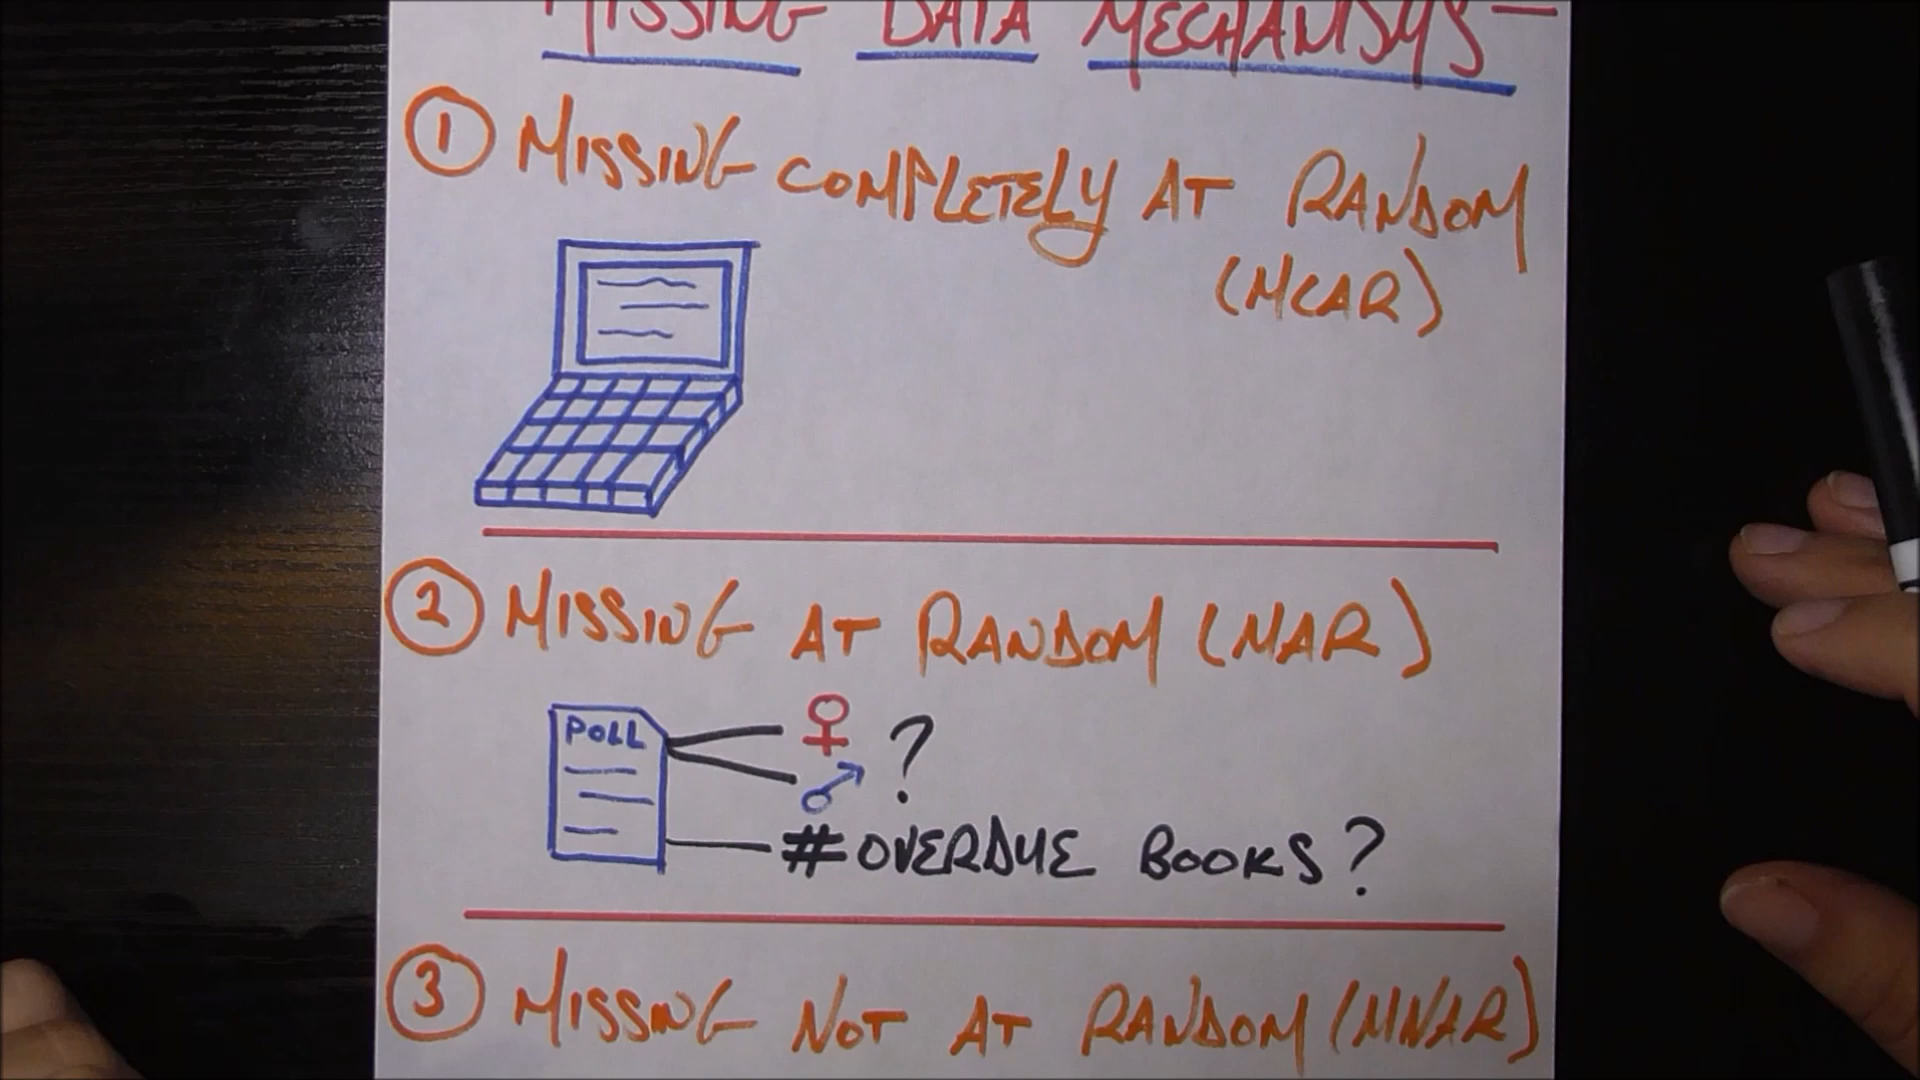 MISSING DATA MECHANISMS
1 MISSING COMPLETELY AT RANDOM
(MCAR)
2 MISSING AT RANDOM (MAR)
POLL
?
#OVERDUE BOOKS?
3 MISSING NOT AT RANDOM (MNAR)